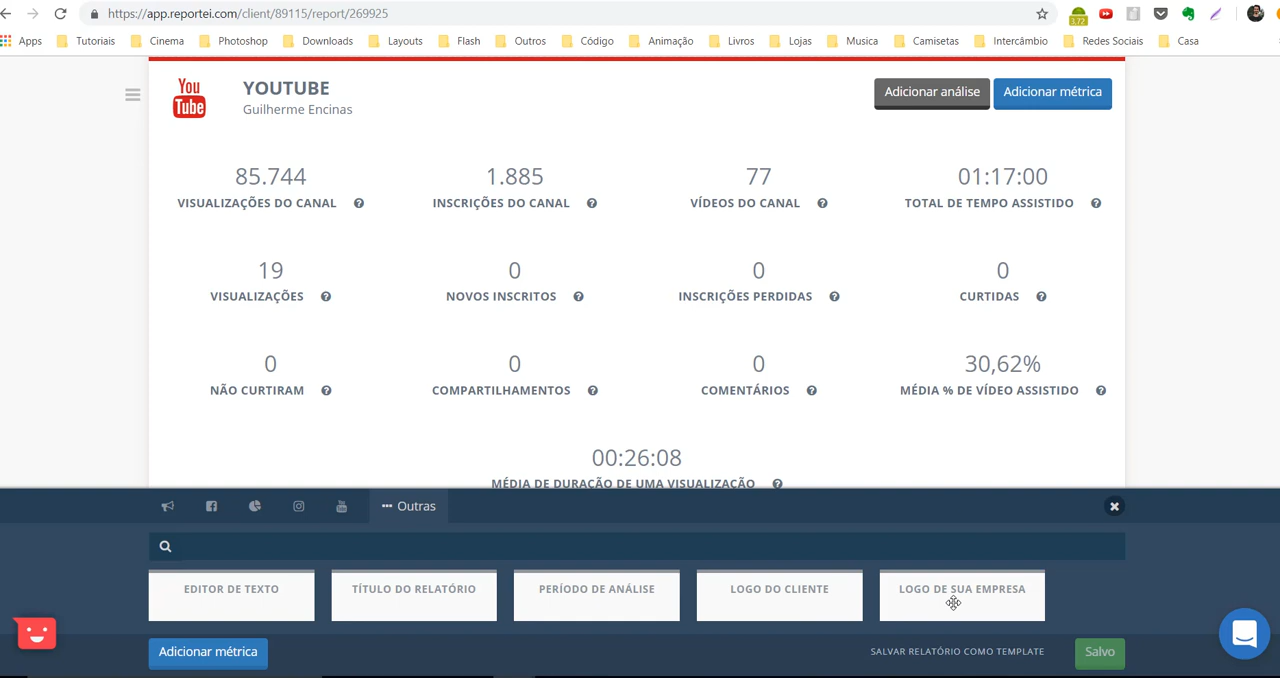 https://app.reportei.com/client/89115/report/269925
3.72
Apps Tutoriais Cinema Photoshop Downloads Layouts Flash Outros Código Animação Livros Lojas Musica Camisetas Intercâmbio Redes Sociais Casa
You
Tube
YOUTUBE
Guilherme Encinas
Adicionar análise Adicionar métrica
85.744 1.885 77 01:17:00
VISUALIZAÇÕES DO CANAL ? INSCRIÇÕES DO CANAL ? VÍDEOS DO CANAL ? TOTAL DE TEMPO ASSISTIDO ?
19 0 0 0
VISUALIZAÇÕES ? NOVOS INSCRITOS ? INSCRIÇÕES PERDIDAS ? CURTIDAS ?
0 0 0 30,62%
NÃO CURTIRAM ? COMPARTILHAMENTOS ? COMENTÁRIOS ? MÉDIA % DE VÍDEO ASSISTIDO ?
00:26:08
MÉDIA DE DURAÇÃO DE UMA VISUALIZAÇÃO ?
Outras
EDITOR DE TEXTO TÍTULO DO RELATÓRIO PERÍODO DE ANÁLISE LOGO DO CLIENTE LOGO DE SUA EMPRESA
Adicionar métrica SALVAR RELATÓRIO COMO TEMPLATE Salvo